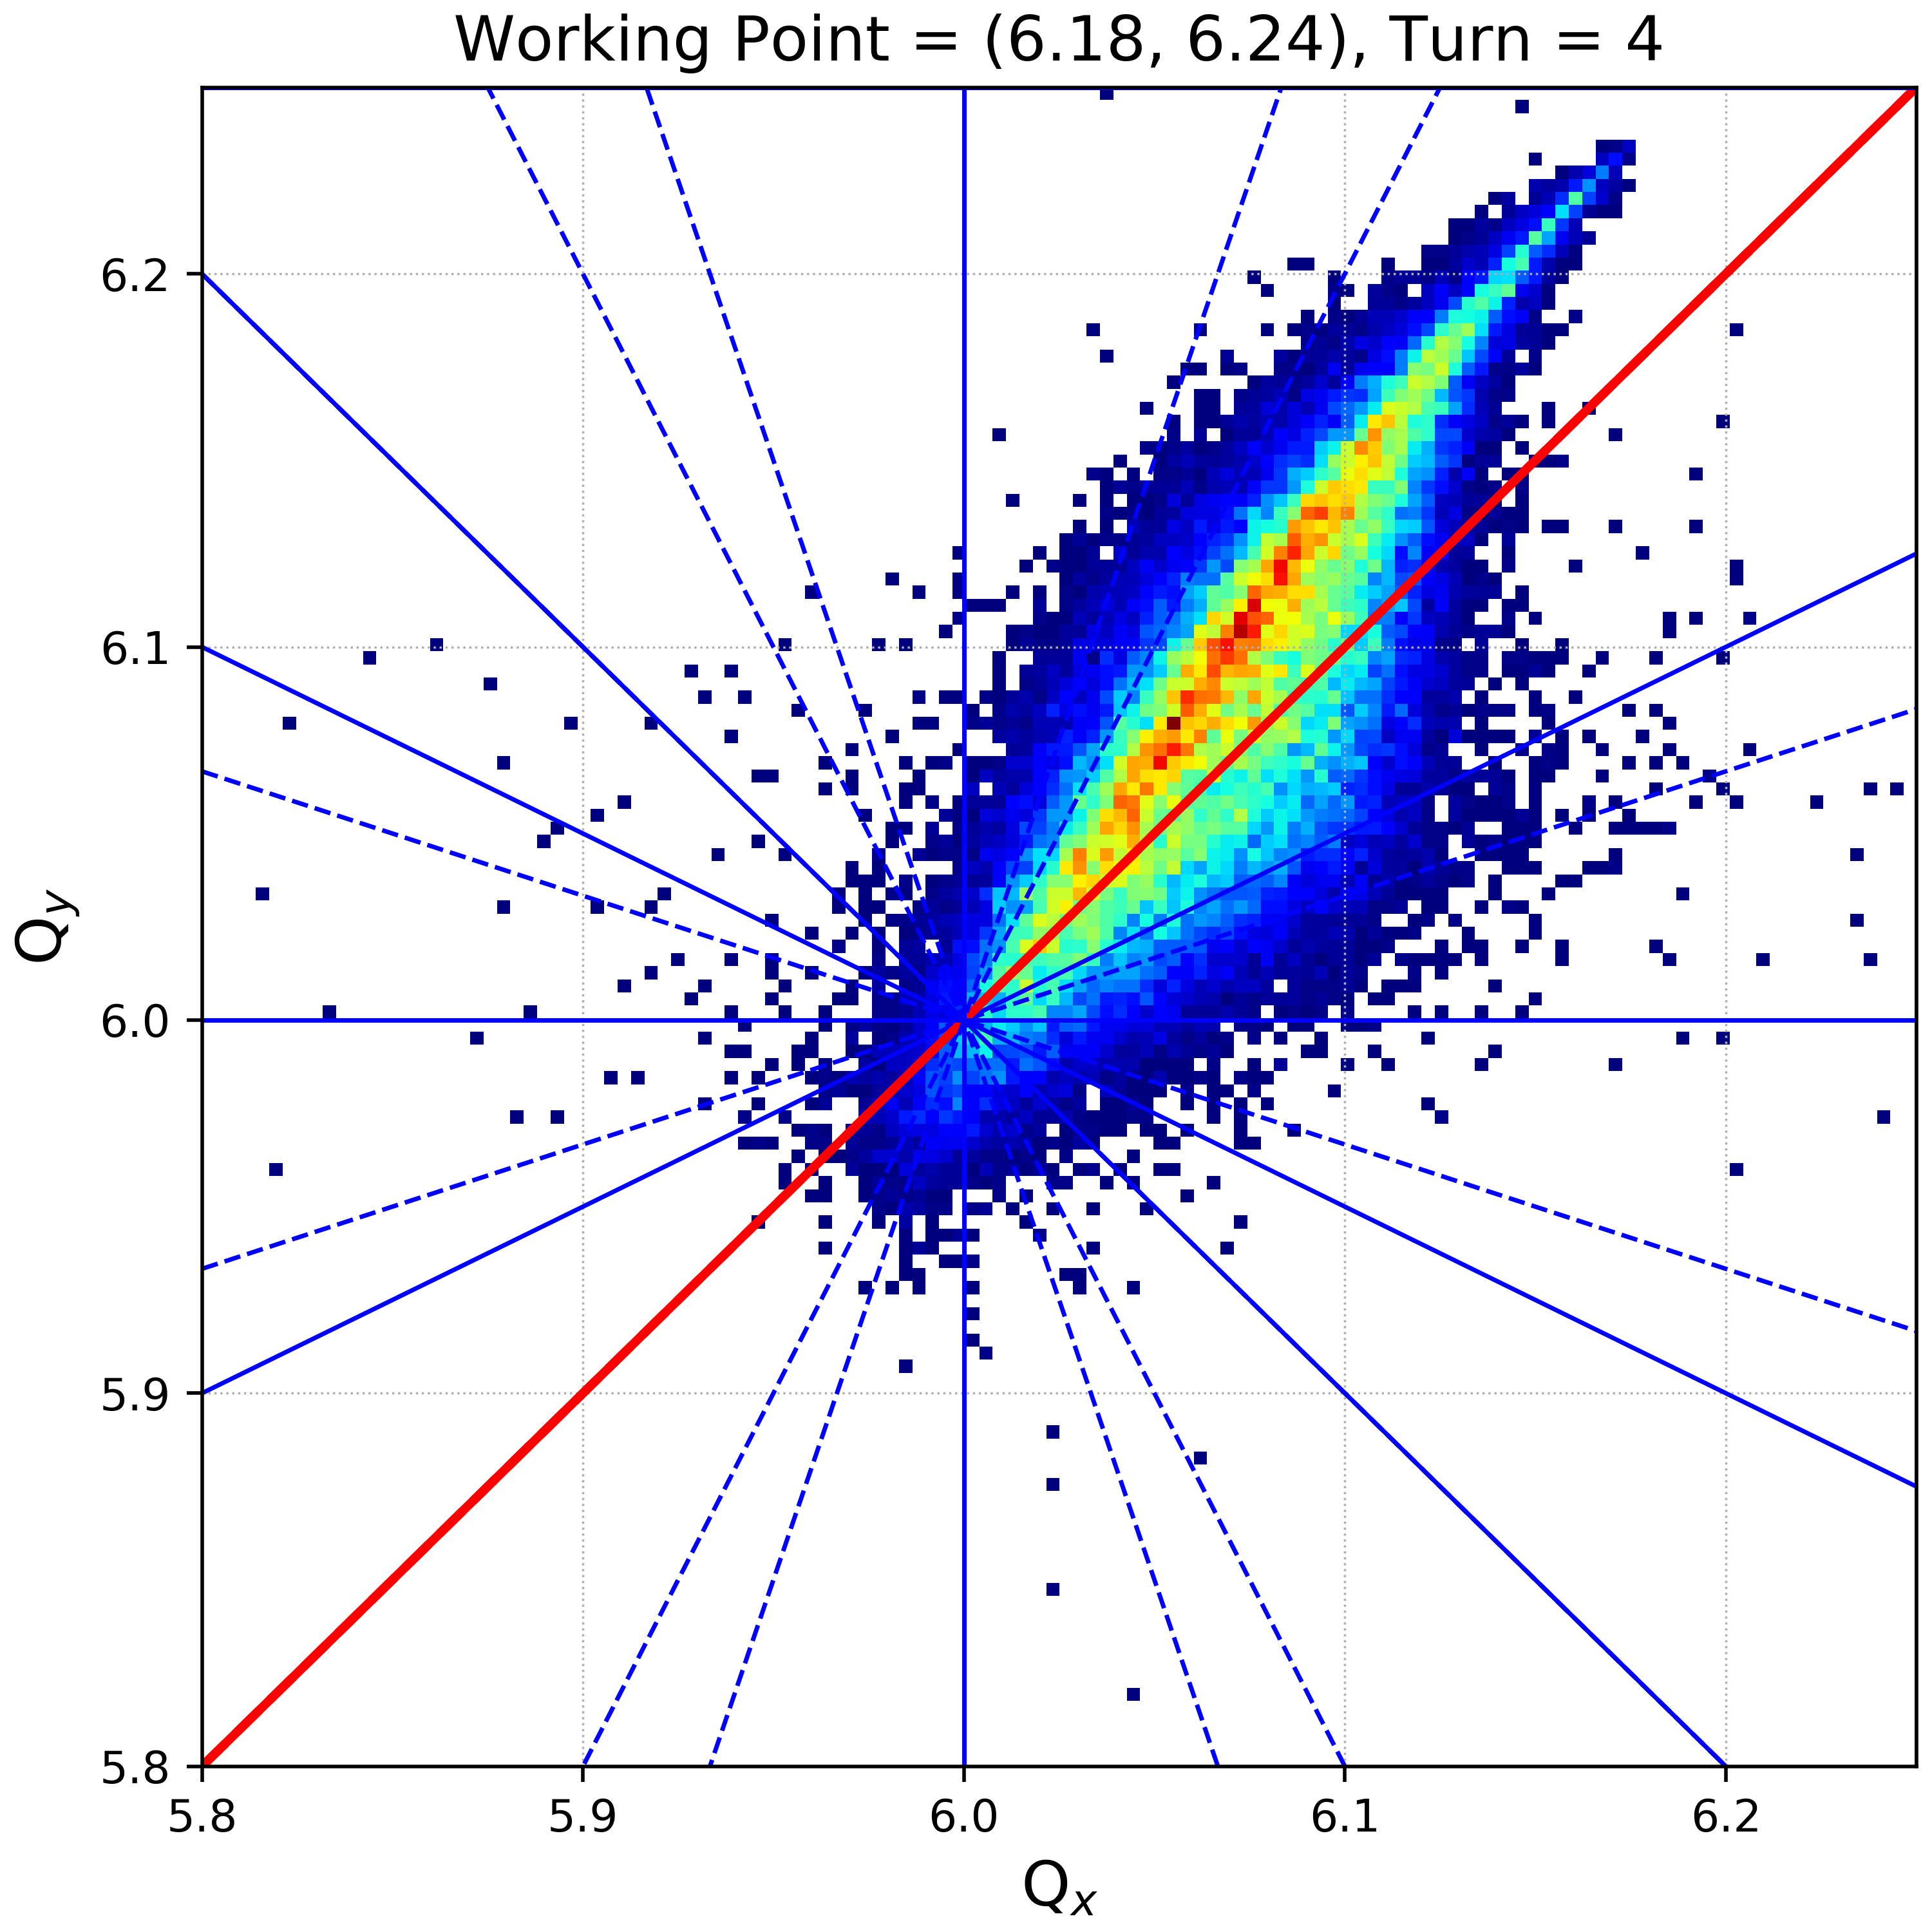 Working Point = (6.18, 6.24), Turn = 4
6.2
6.1
6.0
5.9
5.8
Qy
5.8 5.9 6.0 6.1 6.2
Qx